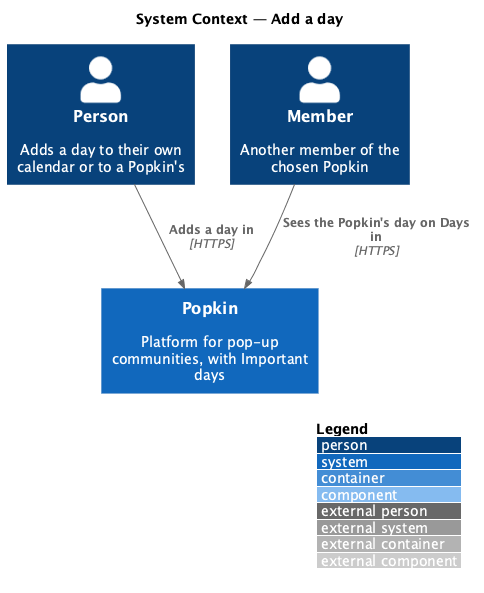 System Context — Add a day
Person
Adds a day to their own
calendar or to a Popkin's
Member
Another member of the
chosen Popkin
Adds a day in
[HTTPS]
Sees the Popkin's day on Days
in
[HTTPS]
Popkin
Platform for pop-up
communities, with Important
days
Legend
person
system
container
component
external person
external system
external container
external component